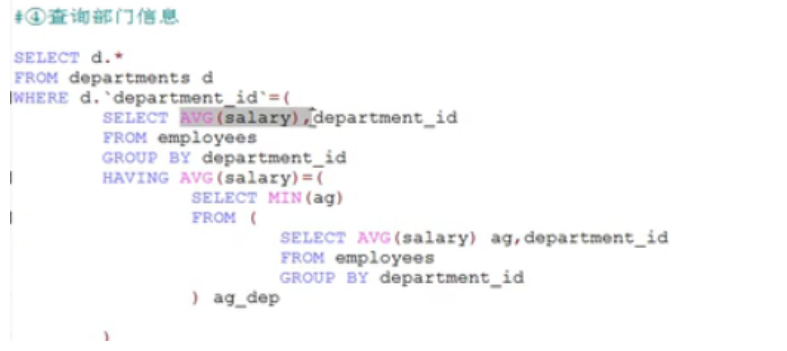 #④查询部门信息
SELECT d.*
FROM departments d
WHERE d.`department_id`=(
SELECT AVG(salary),department_id
FROM employees
GROUP BY department_id
HAVING AVG(salary)=(
SELECT MIN(ag)
FROM (
SELECT AVG(salary) ag,department_id
FROM employees
GROUP BY department_id
) ag_dep
)